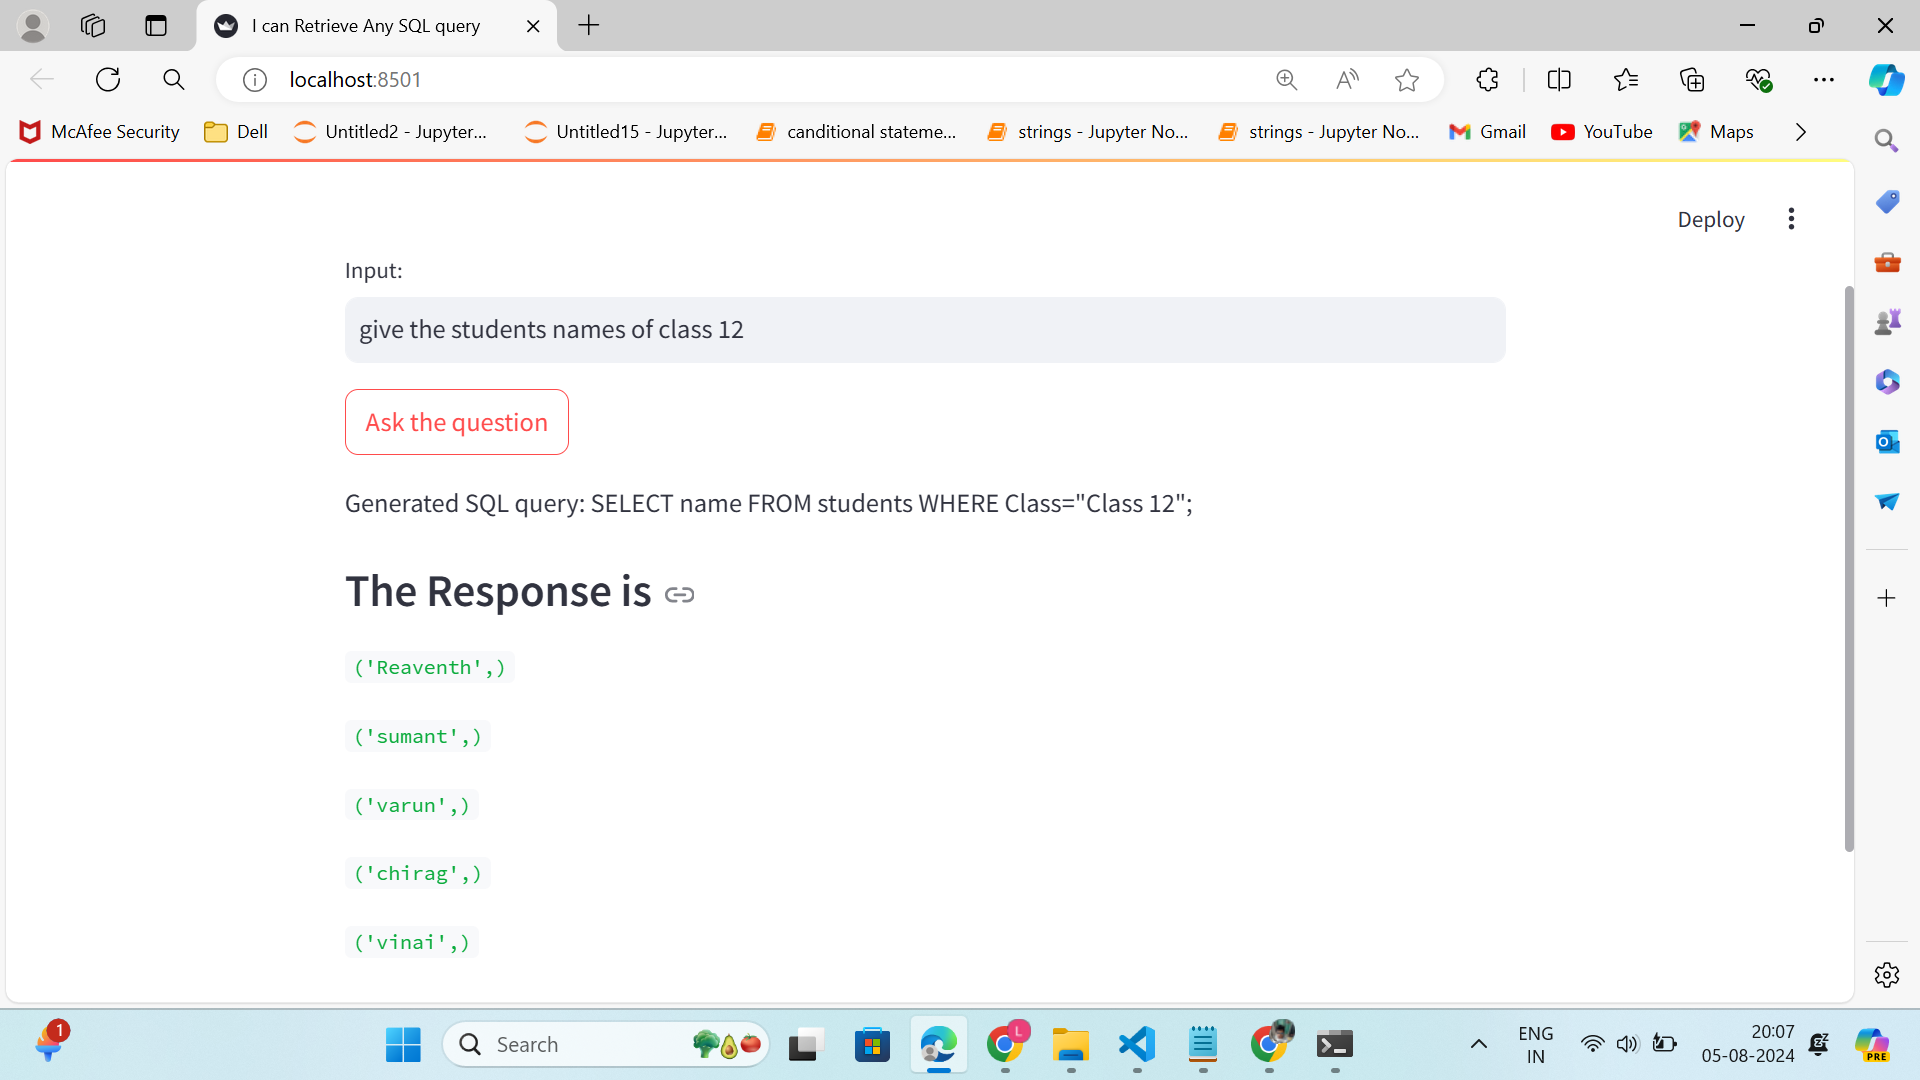 I can Retrieve Any SQL query
localhost:8501
McAfee Security
Dell
Untitled2 - Jupyter...
Untitled15 - Jupyter...
canditional stateme...
strings - Jupyter No...
strings - Jupyter No...
Gmail
YouTube
Maps
Deploy
Input:
give the students names of class 12
Ask the question
Generated SQL query: SELECT name FROM students WHERE Class="Class 12";
The Response is
('Reaventh',)
('sumant',)
('varun',)
('chirag',)
('vinai',)
1
Search
L
ENG
IN
20:07
05-08-2024
PRE